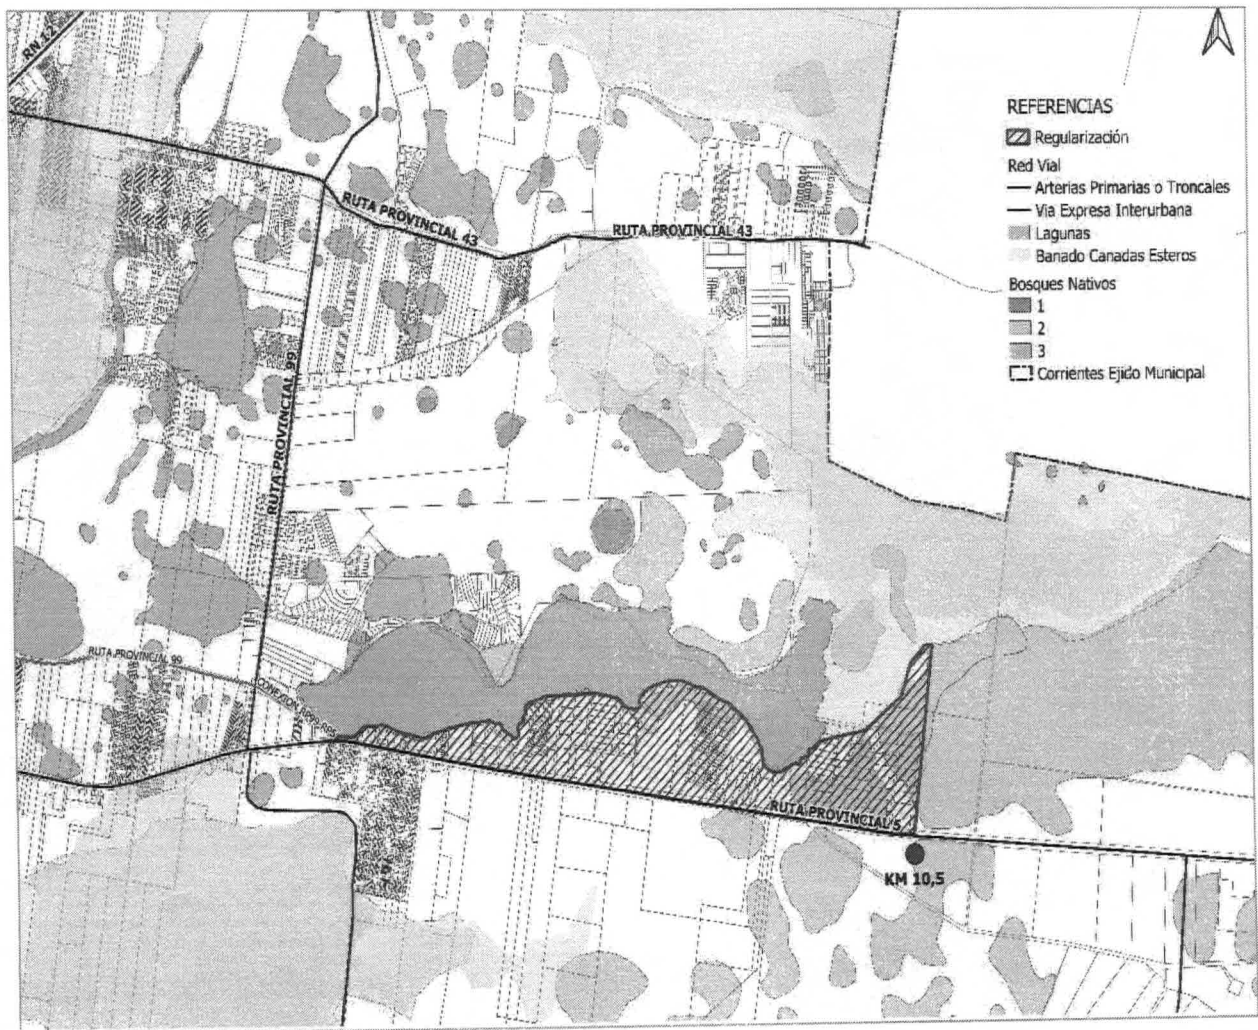 RN 12
RUTA PROVINCIAL 43
RUTA PROVINCIAL 43
RUTA PROVINCIAL 99
RUTA PROVINCIAL 99
RUTA PROVINCIAL 5
KM 10,5
REFERENCIAS
Regularización
Red Vial
Arterias Primarias o Troncales
Via Expresa Interurbana
Lagunas
Banado Canadas Esteros
Bosques Nativos
1
2
3
Corrientes Ejido Municipal